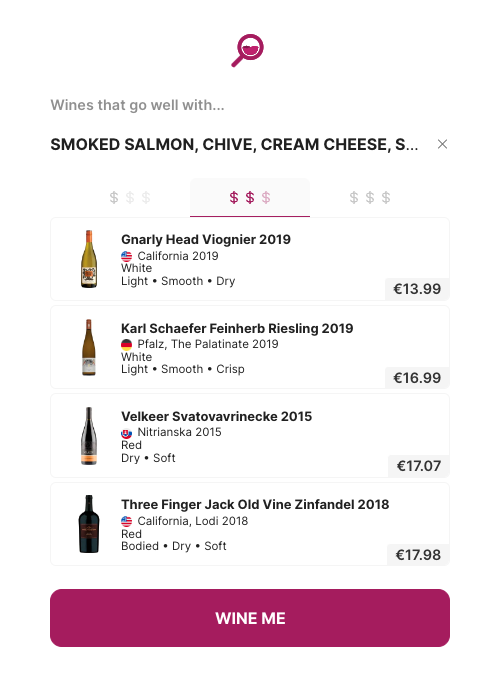 Wines that go well with...
SMOKED SALMON, CHIVE, CREAM CHEESE, S...
$ $ $
$ $ $
$ $ $
Gnarly Head Viognier 2019
California 2019
White
Light • Smooth • Dry
€13.99
Karl Schaefer Feinherb Riesling 2019
Pfalz, The Palatinate 2019
White
Light • Smooth • Crisp
€16.99
Velkeer Svatovavrinecke 2015
Nitrianska 2015
Red
Dry • Soft
€17.07
Three Finger Jack Old Vine Zinfandel 2018
California, Lodi 2018
Red
Bodied • Dry • Soft
€17.98
WINE ME